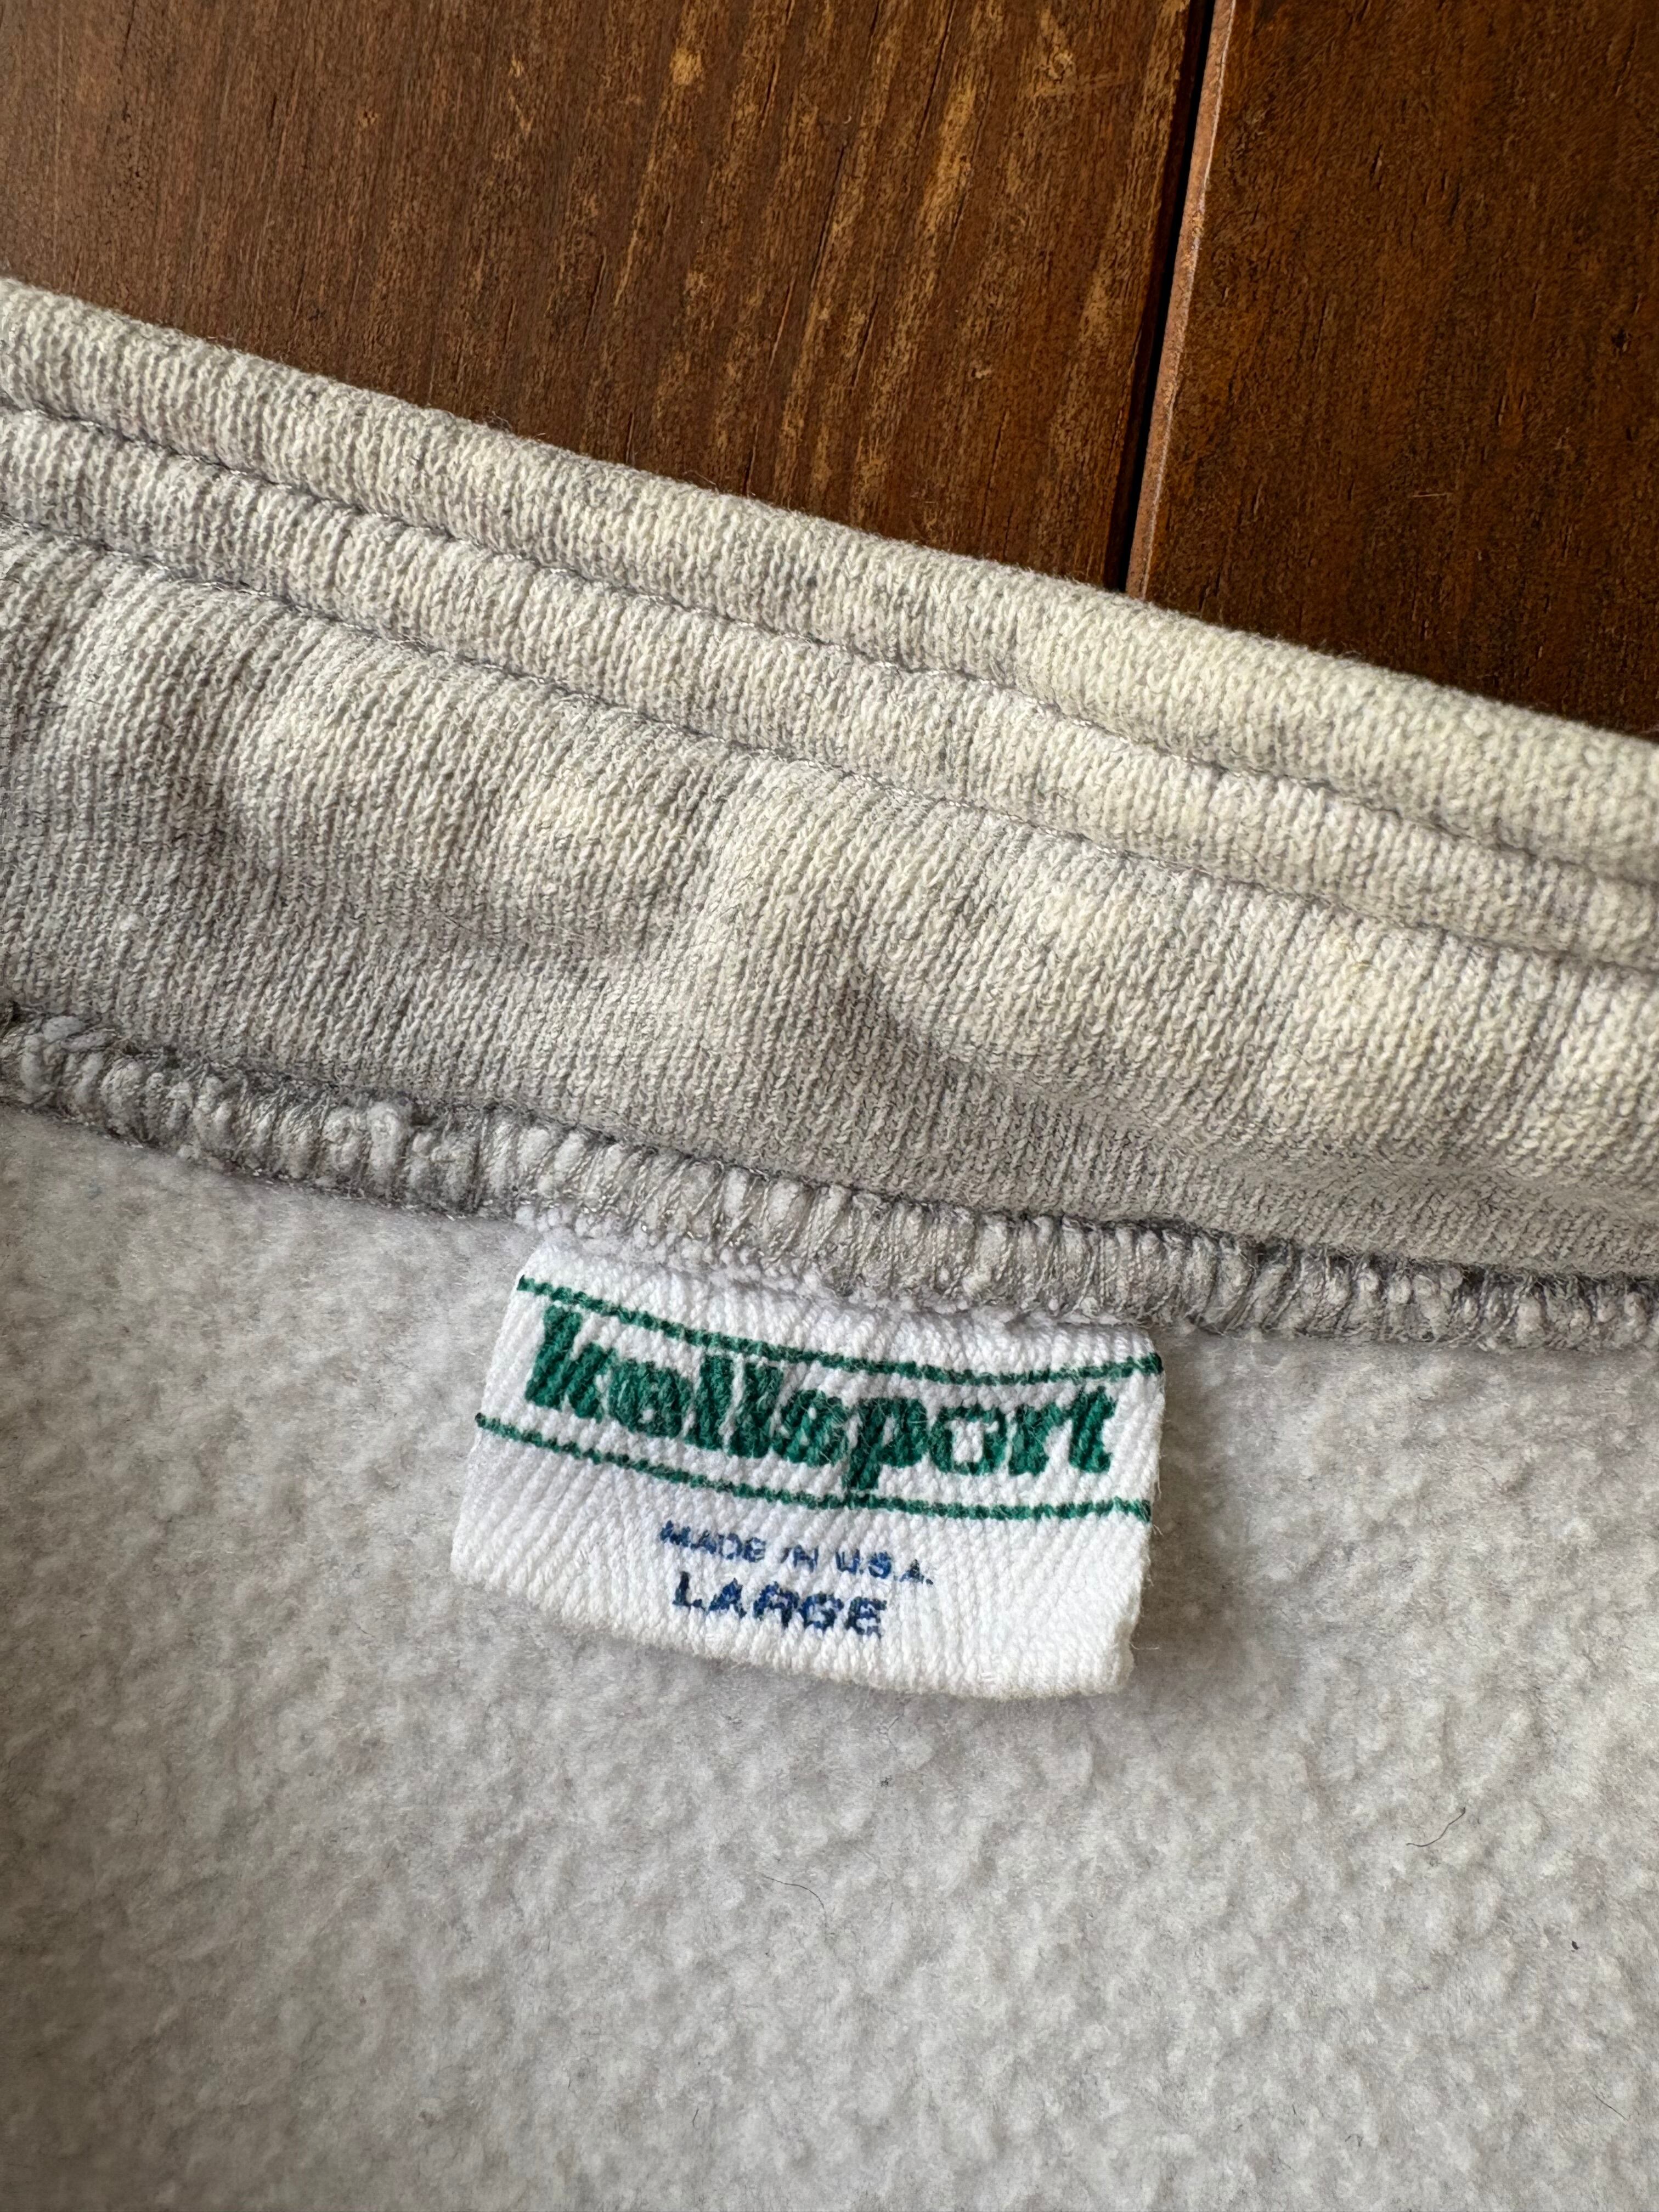 kellsport
MADE IN U.S.A.
LARGE